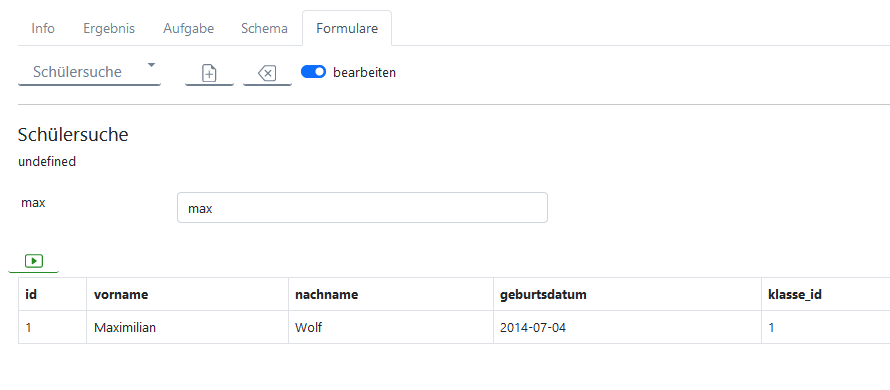 Info Ergebnis Aufgabe Schema Formulare
Schülersuche bearbeiten
Schülersuche
undefined
max max
id vorname nachname geburtsdatum klasse_id
1 Maximilian Wolf 2014-07-04 1